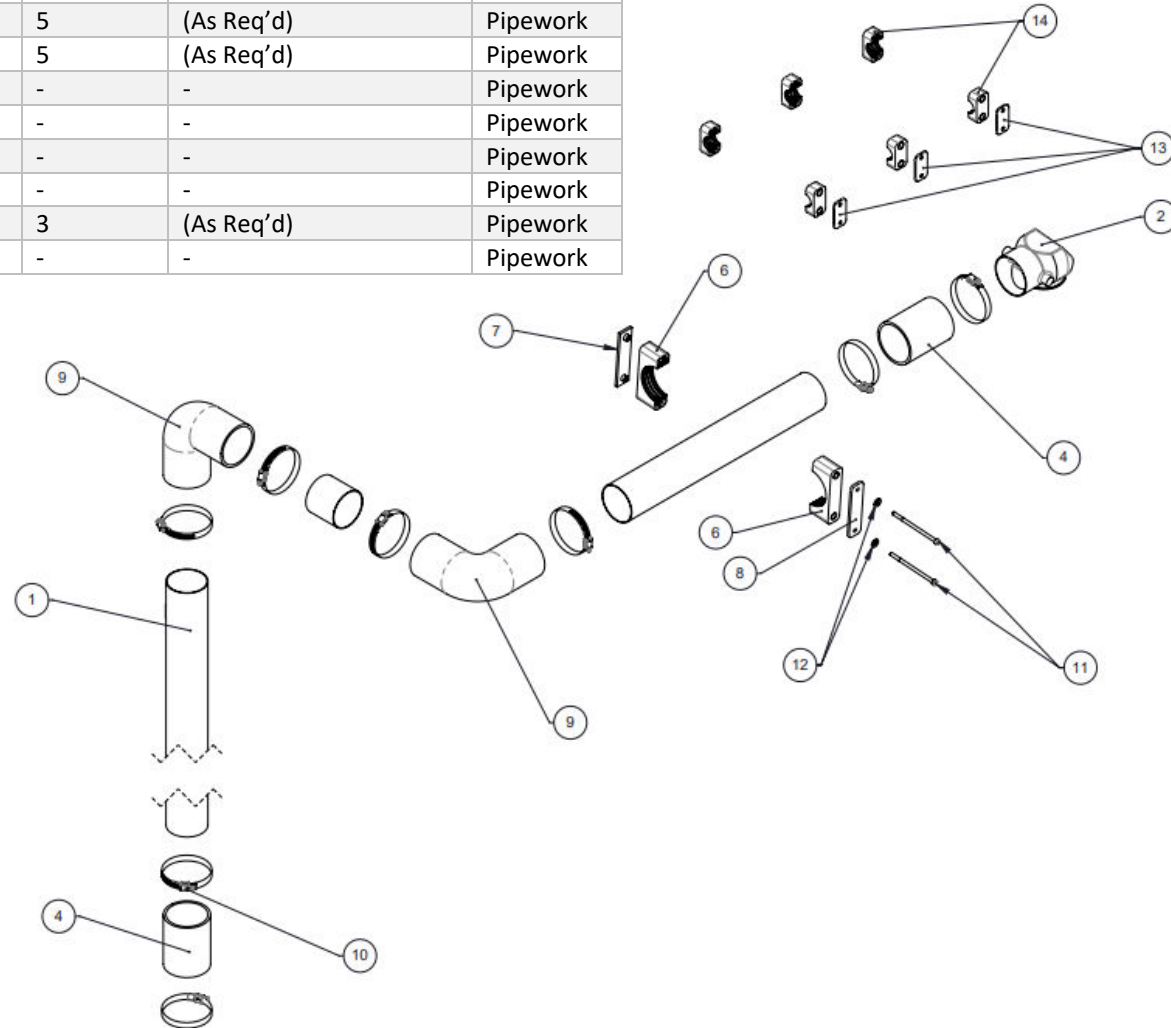 5 (As Req’d) Pipework
5 (As Req’d) Pipework
- - Pipework
- - Pipework
- - Pipework
- - Pipework
3 (As Req’d) Pipework
- - Pipework
14
13
2
6
7
9
4
6
8
1
12
11
9
4
10